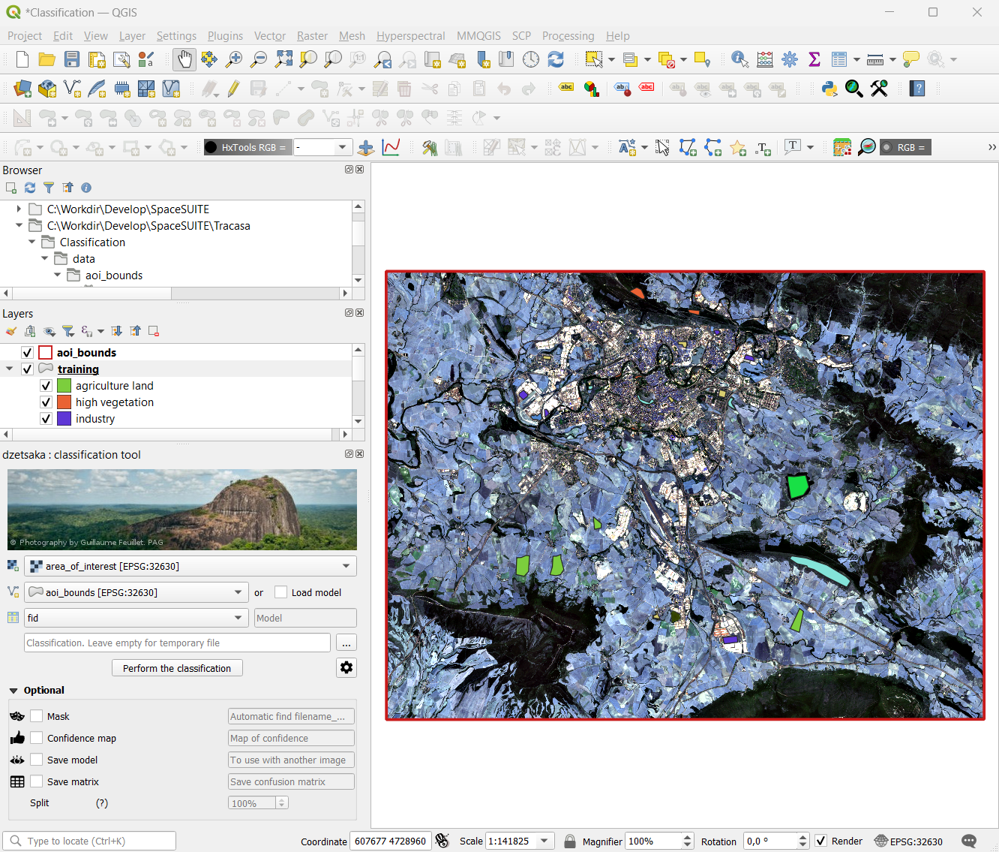 *Classification — QGIS
Project Edit View Layer Settings Plugins Vector Raster Mesh Hyperspectral MMQGIS SCP Processing Help
HxTools RGB = -
RGB =
Browser
C:\Workdir\Develop\SpaceSUITE
C:\Workdir\Develop\SpaceSUITE\Tracasa
Classification
data
aoi_bounds
Layers
aoi_bounds
training
agriculture land
high vegetation
industry
dzetsaka : classification tool
© Photography by Guillaume Feuillet. PAG
area_of_interest [EPSG:32630]
aoi_bounds [EPSG:32630] or Load model
fid Model
Classification. Leave empty for temporary file ...
Perform the classification
Optional
Mask Automatic find filename_...
Confidence map Map of confidence
Save model To use with another image
Save matrix Save confusion matrix
Split (?) 100%
Type to locate (Ctrl+K) Coordinate 607677 4728960 Scale 1:141825 Magnifier 100% Rotation 0,0 ° Render EPSG:32630